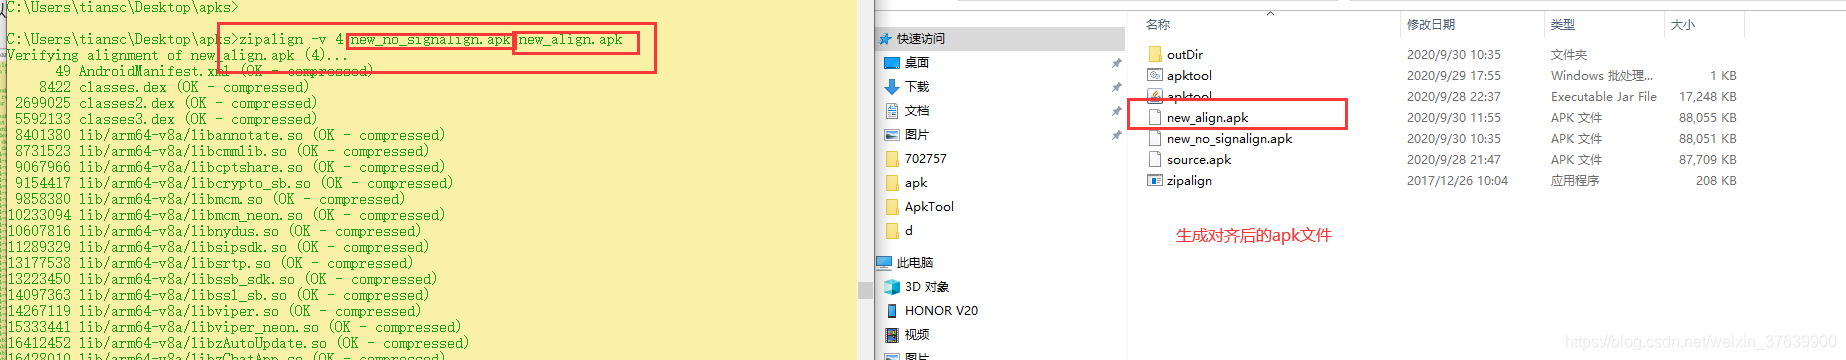 C:\Users\tiansc\Desktop\apks>
C:\Users\tiansc\Desktop\apks>zipalign -v 4 new_no_signalign.apk new_align.apk
Verifying alignment of new_align.apk (4)...
49 AndroidManifest.xml (OK - compressed)
8422 classes.dex (OK - compressed)
2699025 classes2.dex (OK - compressed)
5592133 classes3.dex (OK - compressed)
8401380 lib/arm64-v8a/libannotate.so (OK - compressed)
8731523 lib/arm64-v8a/libcmmlib.so (OK - compressed)
9067966 lib/arm64-v8a/libcptshare.so (OK - compressed)
9154417 lib/arm64-v8a/libcrypto_sb.so (OK - compressed)
9858380 lib/arm64-v8a/libmcm.so (OK - compressed)
10233094 lib/arm64-v8a/libmcm_neon.so (OK - compressed)
10607816 lib/arm64-v8a/libnydus.so (OK - compressed)
11289329 lib/arm64-v8a/libsipsdk.so (OK - compressed)
13177538 lib/arm64-v8a/libsrtp.so (OK - compressed)
13223450 lib/arm64-v8a/libssb_sdk.so (OK - compressed)
14097363 lib/arm64-v8a/libssl_sb.so (OK - compressed)
14267119 lib/arm64-v8a/libviper.so (OK - compressed)
15333441 lib/arm64-v8a/libviper_neon.so (OK - compressed)
16412452 lib/arm64-v8a/libzAutoUpdate.so (OK - compressed)
16428010 lib/arm64-v8a/libzChatApp.so (OK - compressed)
快速访问
桌面
下载
文档
图片
702757
apk
ApkTool
d
此电脑
3D 对象
HONOR V20
视频
图片
名称 修改日期 类型 大小
outDir 2020/9/30 10:35 文件夹
apktool 2020/9/29 17:55 Windows 批处理... 1 KB
apktool 2020/9/28 22:37 Executable Jar File 17,248 KB
new_align.apk 2020/9/30 11:55 APK 文件 88,055 KB
new_no_signalign.apk 2020/9/30 10:35 APK 文件 88,051 KB
source.apk 2020/9/28 21:47 APK 文件 87,709 KB
zipalign 2017/12/26 10:04 应用程序 208 KB
生成对齐后的apk文件
https://blog.csdn.net/weixin_37639900